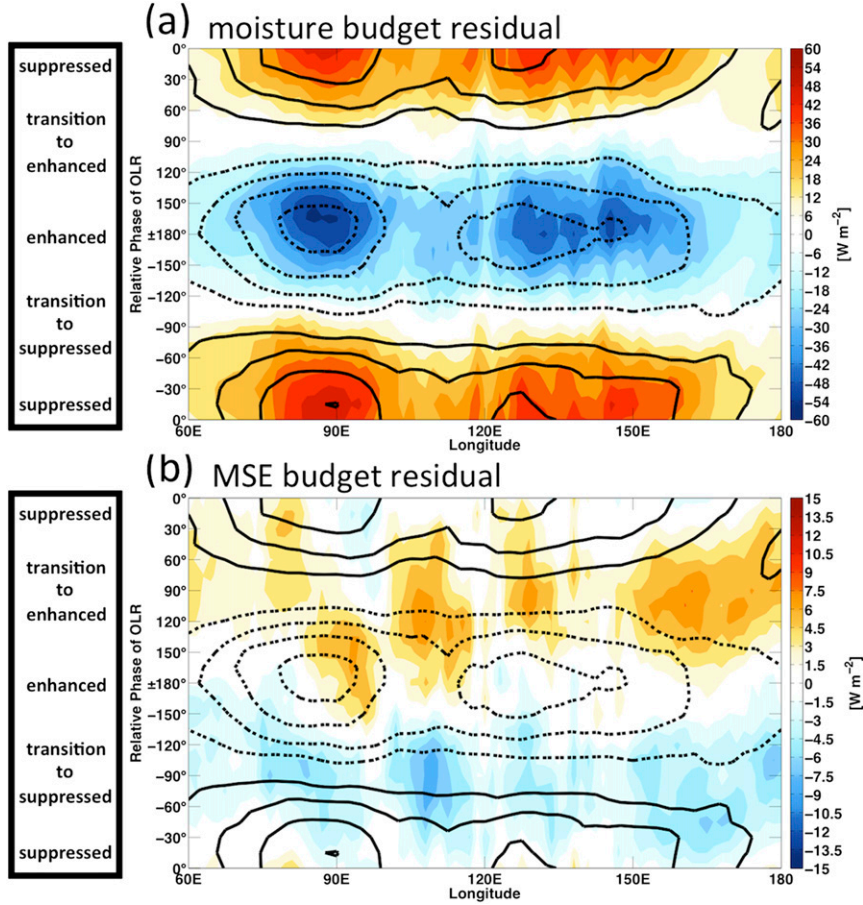 (a) moisture budget residual
suppressed
transition
to
enhanced
enhanced
transition
to
suppressed
suppressed
Relative Phase of OLR
0°
30°
60°
90°
120°
150°
±180°
−150°
−120°
−90°
−60°
−30°
0°
60E
90E
120E
150E
180
Longitude
60
54
48
42
36
30
24
18
12
6
0
−6
−12
−18
−24
−30
−36
−42
−48
−54
−60
[W m⁻²]
(b) MSE budget residual
suppressed
transition
to
enhanced
enhanced
transition
to
suppressed
suppressed
Relative Phase of OLR
0°
30°
60°
90°
120°
150°
±180°
−150°
−120°
−90°
−60°
−30°
0°
60E
90E
120E
150E
180
Longitude
15
13.5
12
10.5
9
7.5
6
4.5
3
1.5
0
−1.5
−3
−4.5
−6
−7.5
−9
−10.5
−12
−13.5
−15
[W m⁻²]